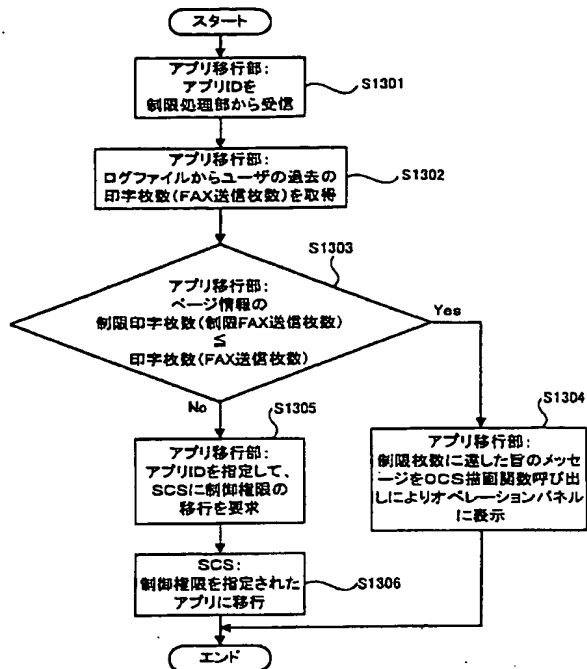 スタート
アプリ移行部:
アプリIDを
制限処理部から受信
S1301
アプリ移行部:
ログファイルからユーザの過去の
印字枚数(FAX送信枚数)を取得
S1302
S1303
アプリ移行部:
ページ情報の
制限印字枚数(制限FAX送信枚数)
≦
印字枚数(FAX送信枚数)
Yes
No
S1304
アプリ移行部:
制限枚数に達した旨のメッセ
ージをOCS描画関数呼び出
しによりオペレーションパネル
に表示
S1305
アプリ移行部:
アプリIDを指定して、
SCSに制御権限の
移行を要求
SCS:
制御権限を指定された
アプリに移行
S1306
エンド